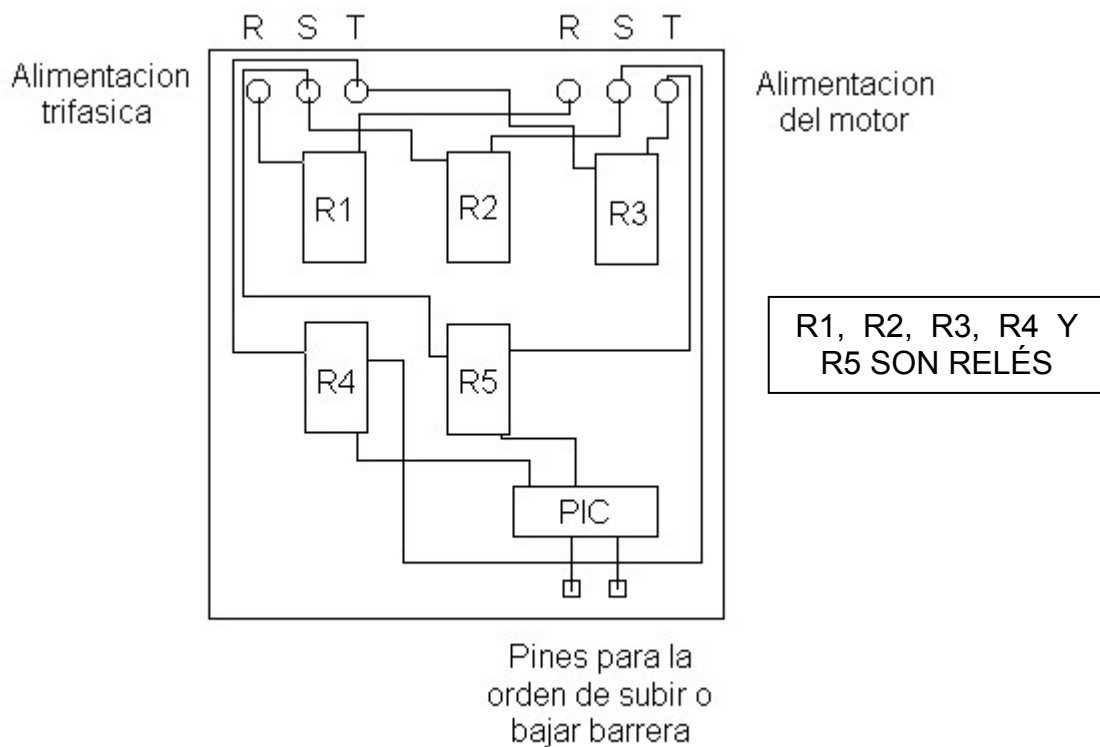 R S T
R S T
Alimentacion
trifasica
Alimentacion
del motor
R1
R2
R3
R1, R2, R3, R4 Y
R5 SON RELÉS
R4
R5
PIC
Pines para la
orden de subir o
bajar barrera